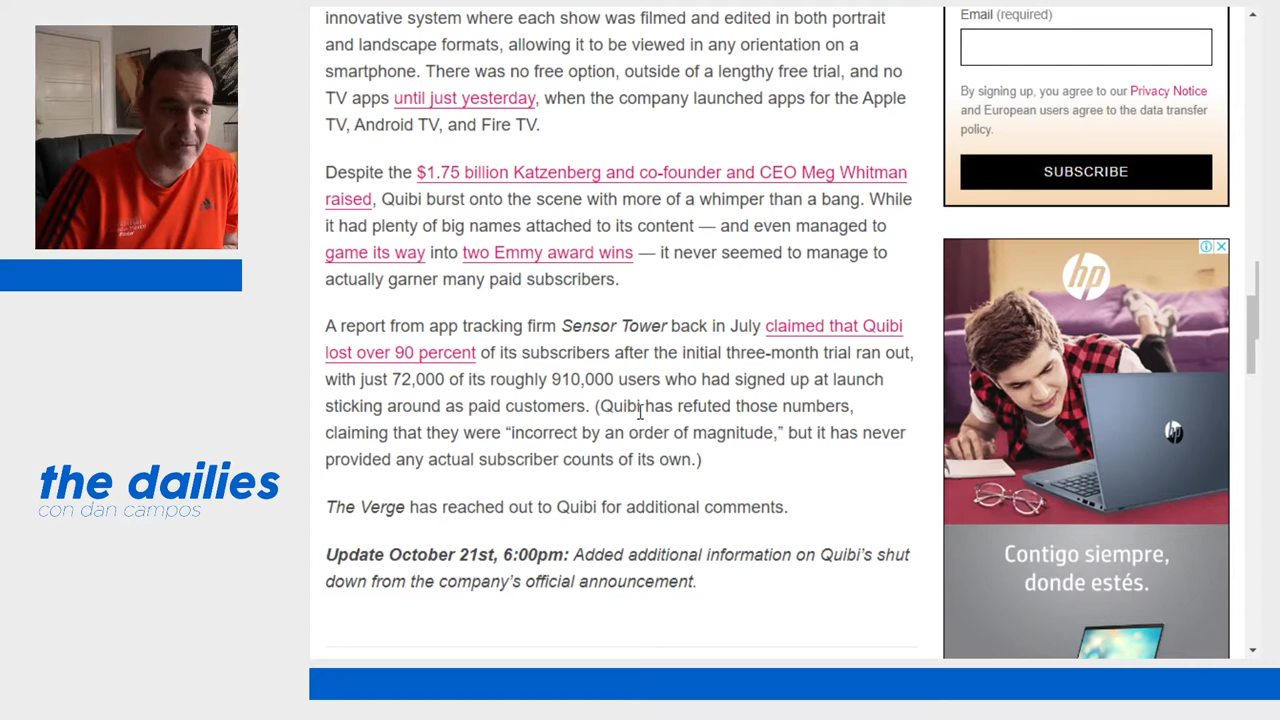 innovative system where each show was filmed and edited in both portrait
and landscape formats, allowing it to be viewed in any orientation on a
smartphone. There was no free option, outside of a lengthy free trial, and no
TV apps until just yesterday, when the company launched apps for the Apple
TV, Android TV, and Fire TV.
Despite the $1.75 billion Katzenberg and co-founder and CEO Meg Whitman
raised, Quibi burst onto the scene with more of a whimper than a bang. While
it had plenty of big names attached to its content — and even managed to
game its way into two Emmy award wins — it never seemed to manage to
actually garner many paid subscribers.
A report from app tracking firm Sensor Tower back in July claimed that Quibi
lost over 90 percent of its subscribers after the initial three-month trial ran out,
with just 72,000 of its roughly 910,000 users who had signed up at launch
sticking around as paid customers. (Quibi has refuted those numbers,
claiming that they were “incorrect by an order of magnitude,” but it has never
provided any actual subscriber counts of its own.)
The Verge has reached out to Quibi for additional comments.
Update October 21st, 6:00pm: Added additional information on Quibi’s shut
down from the company’s official announcement.
Email (required)
By signing up, you agree to our Privacy Notice
and European users agree to the data transfer
policy.
SUBSCRIBE
hp
hp
Contigo siempre,
donde estés.
the dailies
con dan campos